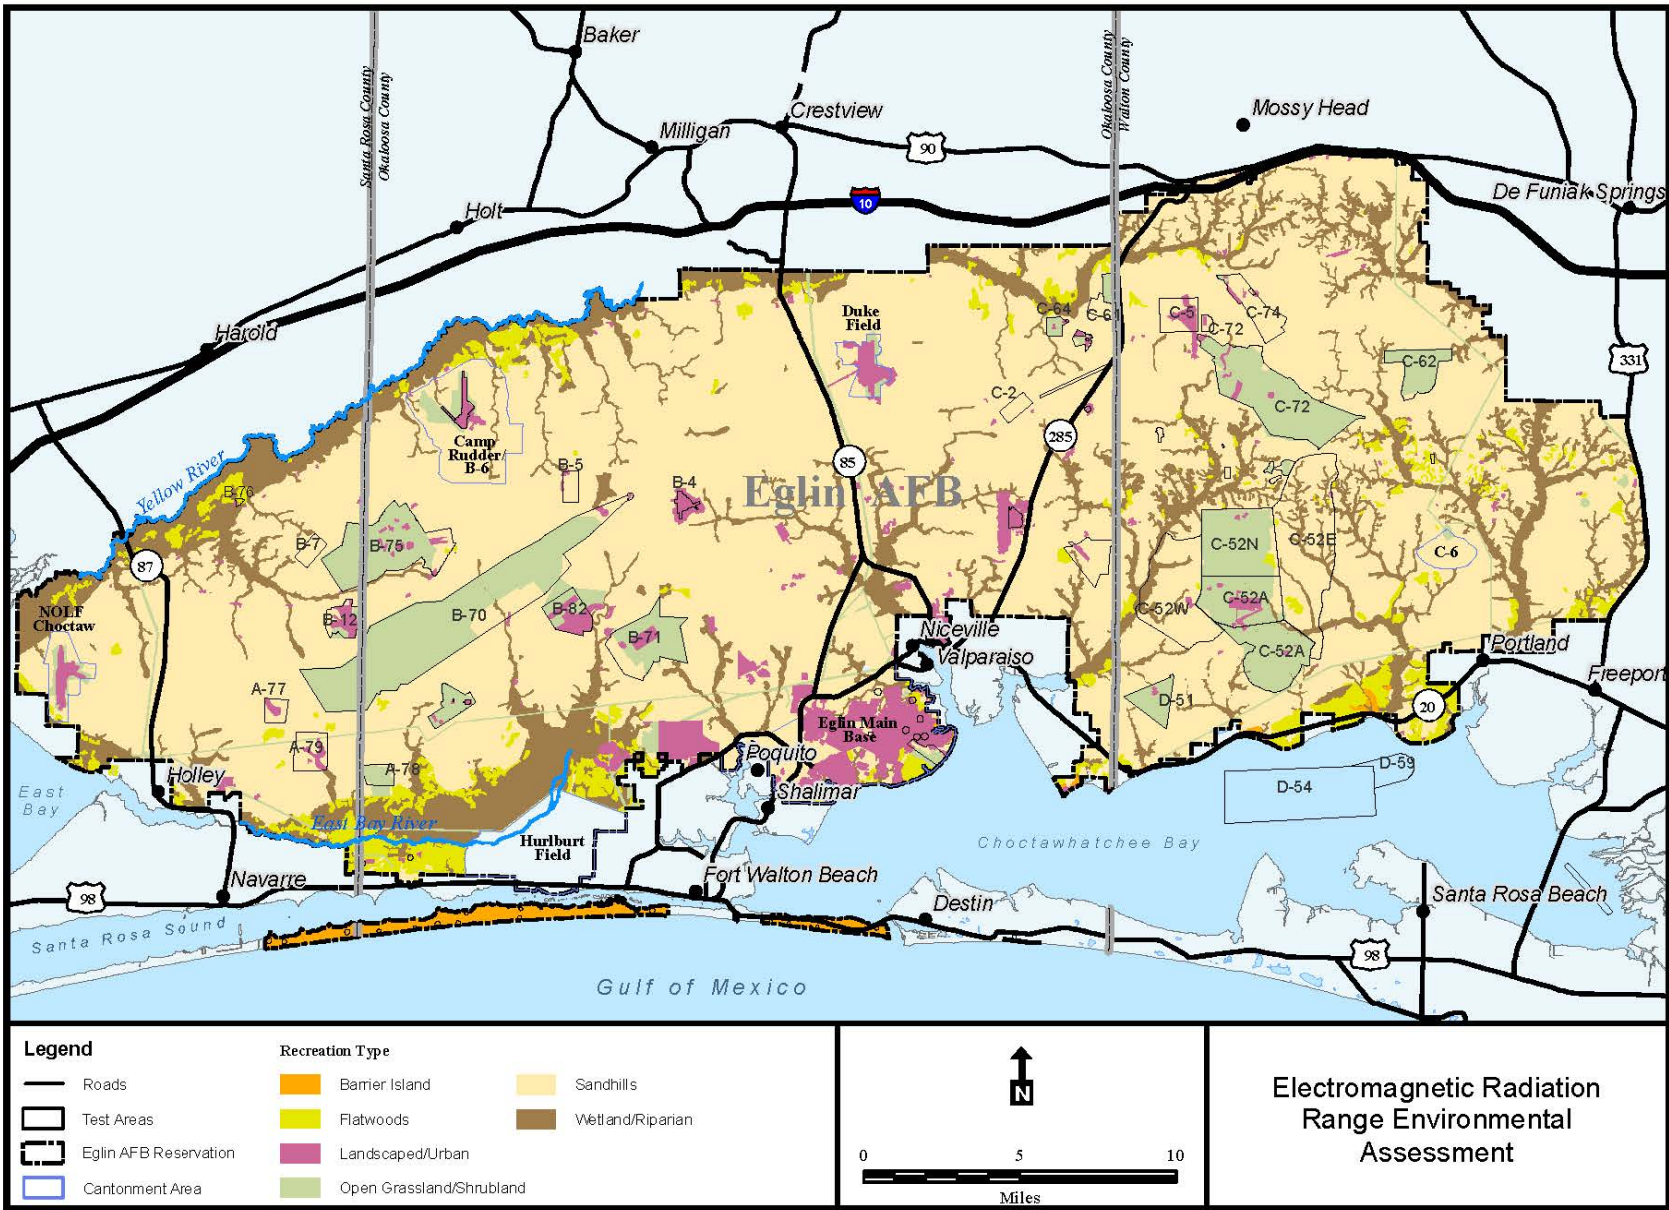 Baker
Santa Rosa County
Okaloosa County
Okaloosa County
Walton County
Crestview
Mossy Head
Milligan
90
De Funiak Springs
10
Holt
Harold
Duke
Field
C-64
C-61
C-5
C-72
C-74
331
C-62
C-2
C-72
Camp
Rudder/
B-6
285
85
Yellow River
B-76
B-5
B-4
Eglin AFB
B-7
B-75
C-52N
C-52E
C-6
87
NOLF
Choctaw
B-12
B-70
B-82
B-71
C-52W
C-52A
C-52A
Niceville
Valparaiso
Portland
Freeport
A-77
D-51
20
Eglin Main
Base
A-79
A-78
Poquito
Holley
Shalimar
D-59
D-54
East
Bay
East Bay River
Hurlburt
Field
Choctawhatchee Bay
Navarre
Fort Walton Beach
98
Destin
Santa Rosa Beach
Santa Rosa Sound
98
Gulf of Mexico
Legend
Roads
Test Areas
Eglin AFB Reservation
Cantonment Area
Recreation Type
Barrier Island
Flatwoods
Landscaped/Urban
Open Grassland/Shrubland
Sandhills
Wetland/Riparian
N
0 5 10
Miles
Electromagnetic Radiation
Range Environmental
Assessment